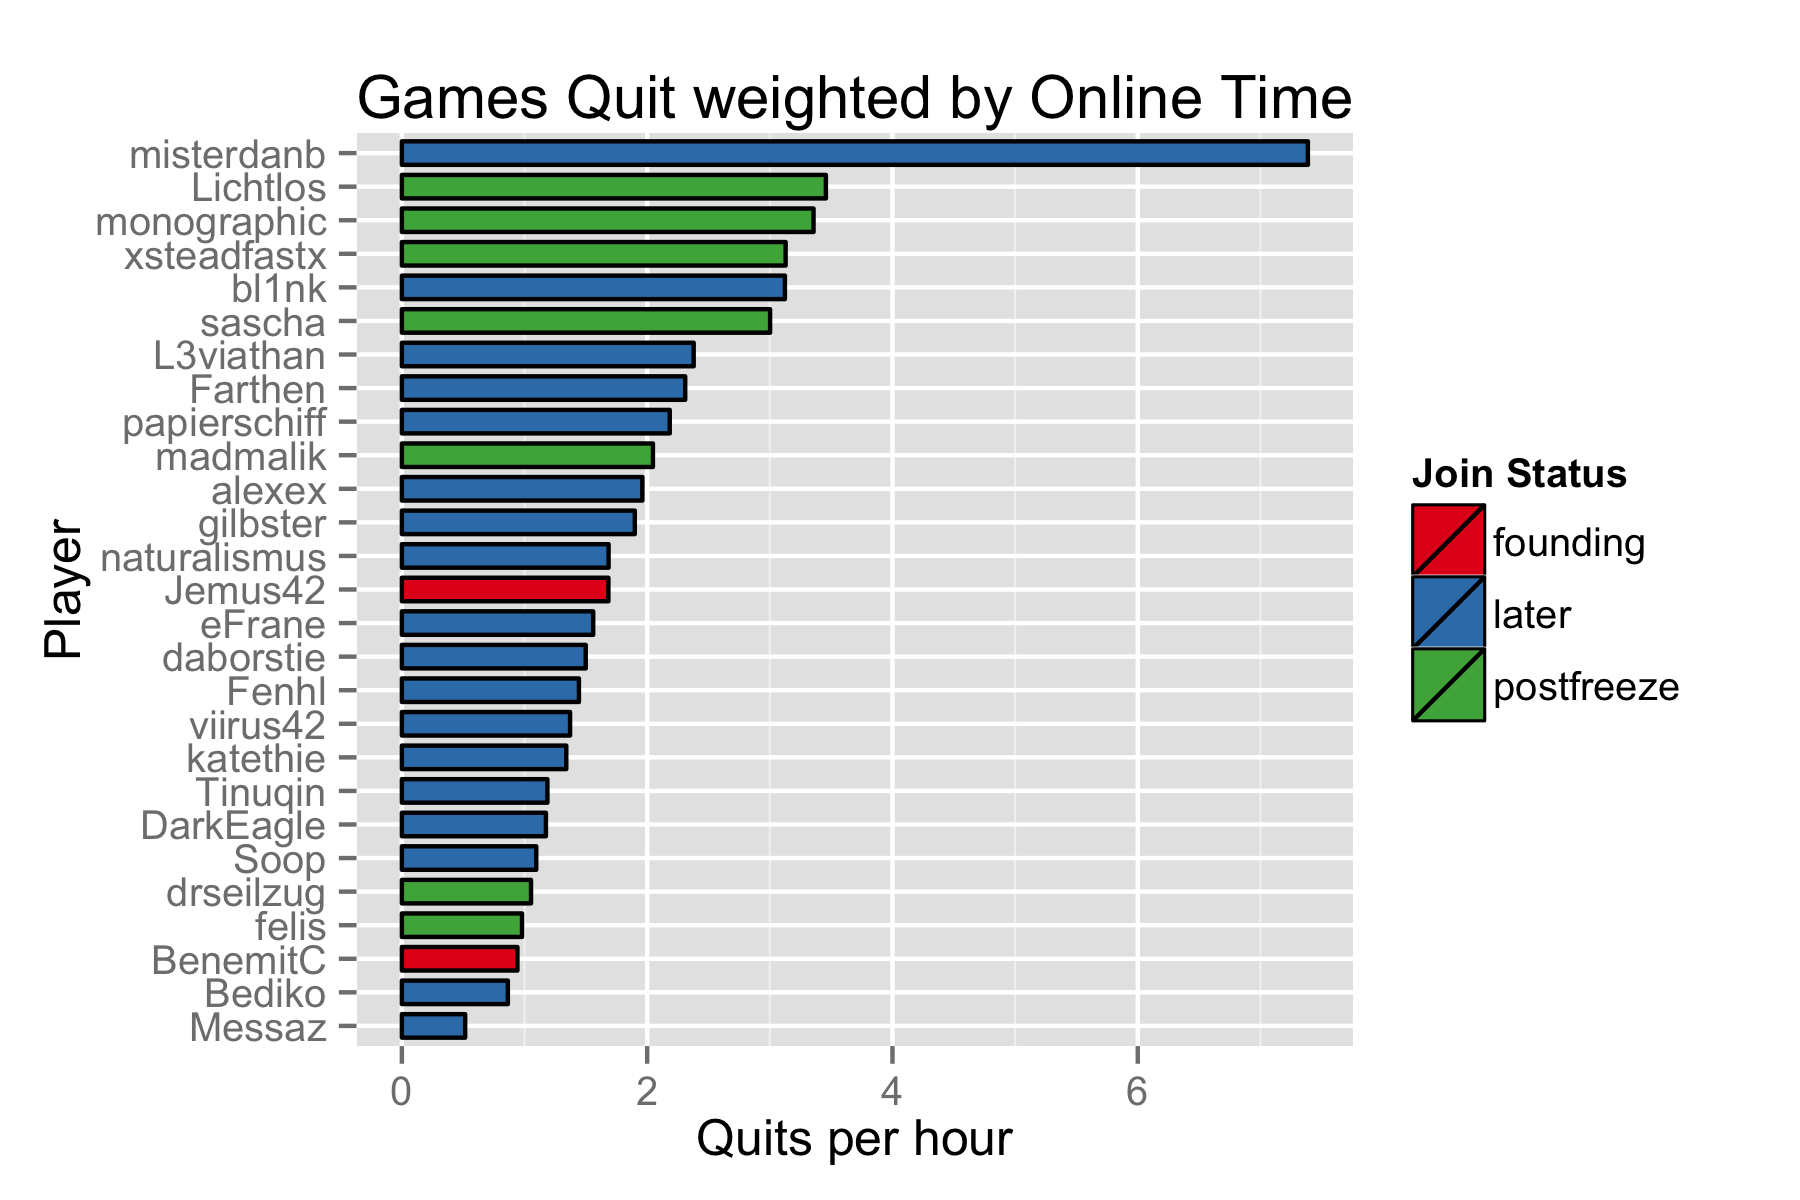 Games Quit weighted by Online Time
misterdanb
Lichtlos
monographic
xsteadfastx
bl1nk
sascha
L3viathan
Farthen
papierschiff
madmalik
alexex
gilbster
naturalismus
Jemus42
eFrane
daborstie
Fenhl
viirus42
katethie
Tinuqin
DarkEagle
Soop
drseilzug
felis
BenemitC
Bediko
Messaz
Player
0 2 4 6
Quits per hour
Join Status
founding
later
postfreeze